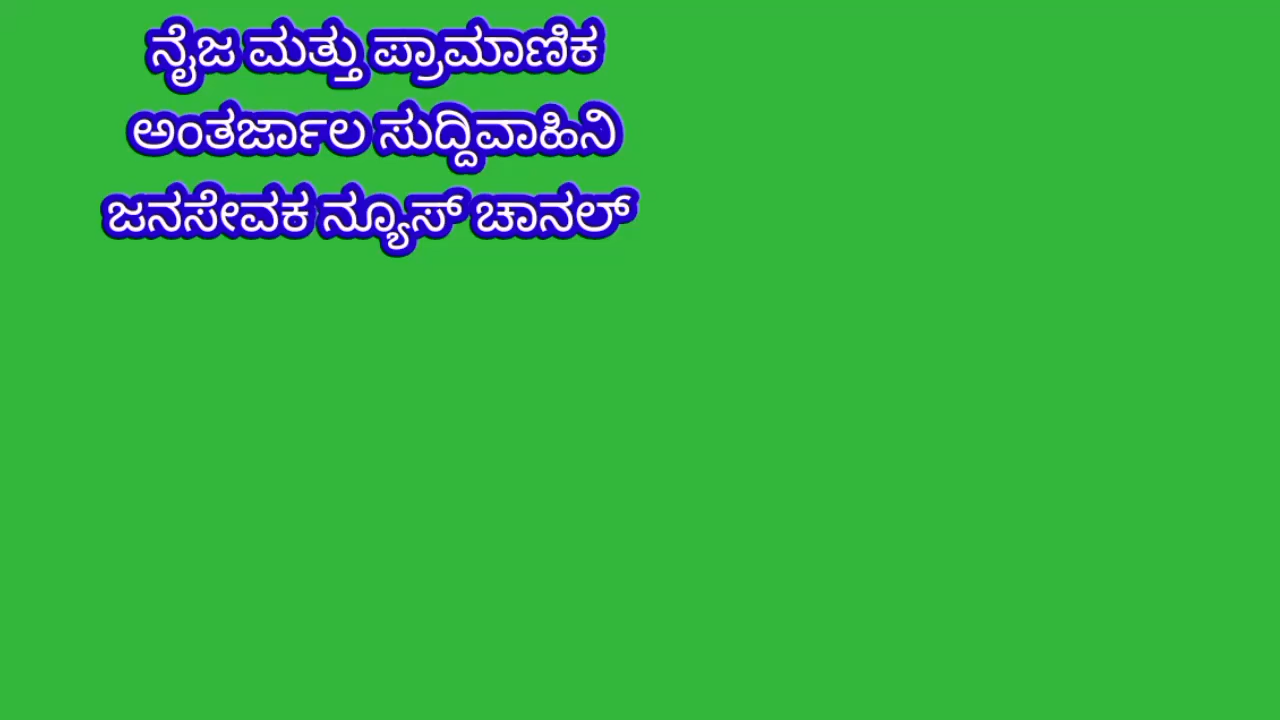 ನೈಜ ಮತ್ತು ಪ್ರಾಮಾಣಿಕ
ಅಂತರ್ಜಾಲ ಸುದ್ದಿವಾಹಿನಿ
ಜನಸೇವಕ ನ್ಯೂಸ್ ಚಾನಲ್